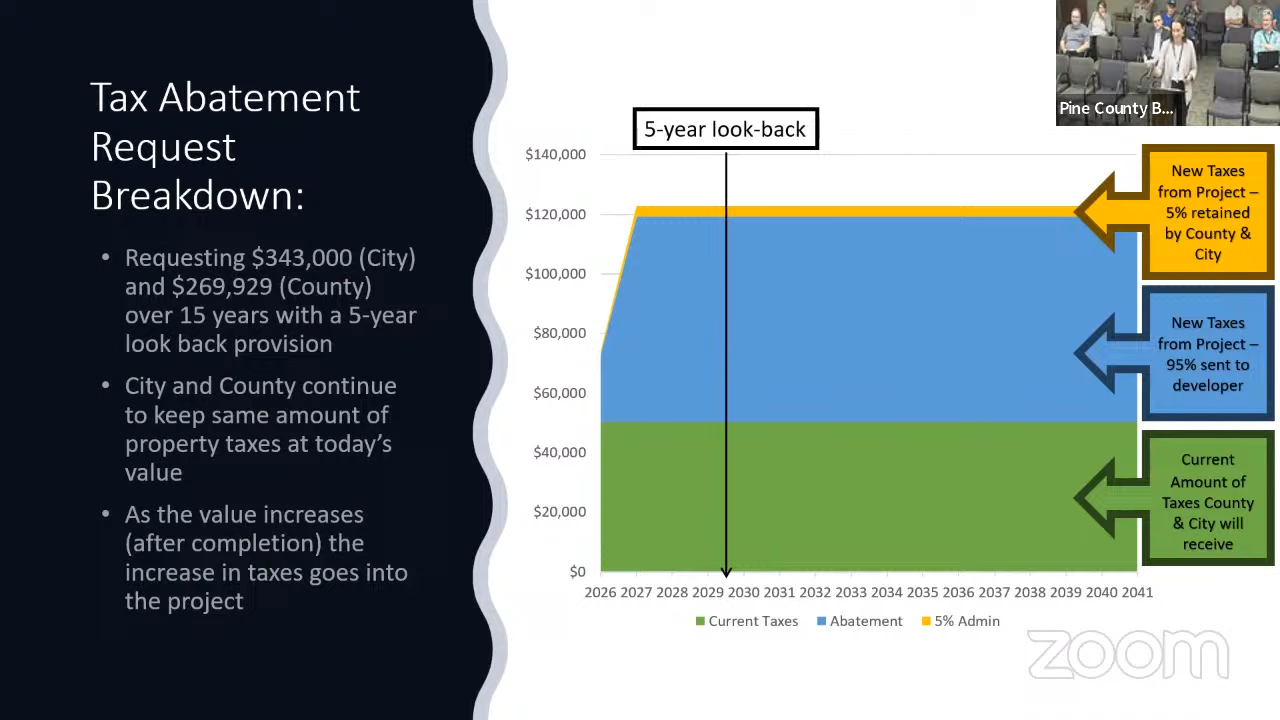 Tax Abatement
Request
Breakdown:
• Requesting $343,000 (City)
and $269,929 (County)
over 15 years with a 5-year
look back provision
• City and County continue
to keep same amount of
property taxes at today's
value
• As the value increases
(after completion) the
increase in taxes goes into
the project
5-year look-back
$140,000
$120,000
$100,000
$80,000
$60,000
$40,000
$20,000
$0
2026 2027 2028 2029 2030 2031 2032 2033 2034 2035 2036 2037 2038 2039 2040 2041
Current Taxes Abatement 5% Admin
Pine County B...
New Taxes
from Project –
5% retained
by County &
City
New Taxes
from Project –
95% sent to
developer
Current
Amount of
Taxes County
& City will
receive
zoom